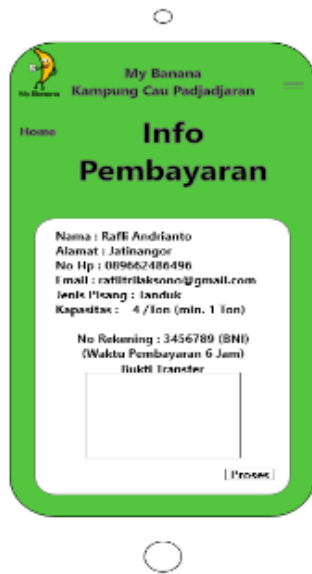 My Banana
Kampung Cau Padjadjaran
My Banana
Home
Info
Pembayaran
Nama : Rafli Andrianto
Alamat : Jatinangor
No Hp : 089662486496
Email : raflitrilaksono@gmail.com
Jenis Pisang : Tanduk
Kapasitas : 4 /Ton (min. 1 Ton)
No Rekening : 3456789 (BNI)
(Waktu Pembayaran 6 Jam)
Bukti Transfer
Proses